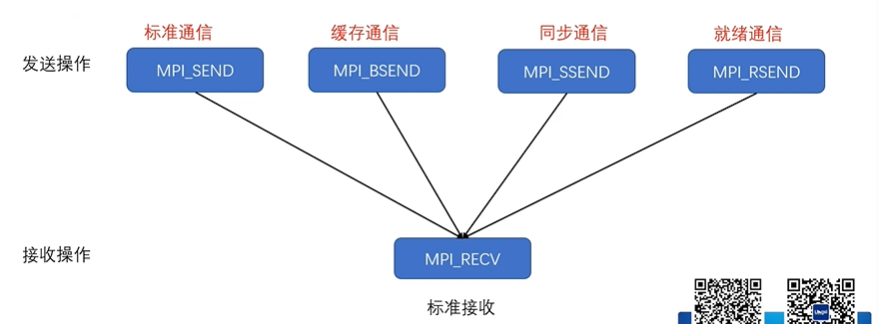 标准通信 缓存通信 同步通信 就绪通信
发送操作 MPI_SEND MPI_BSEND MPI_SSEND MPI_RSEND
接收操作 MPI_RECV
标准接收